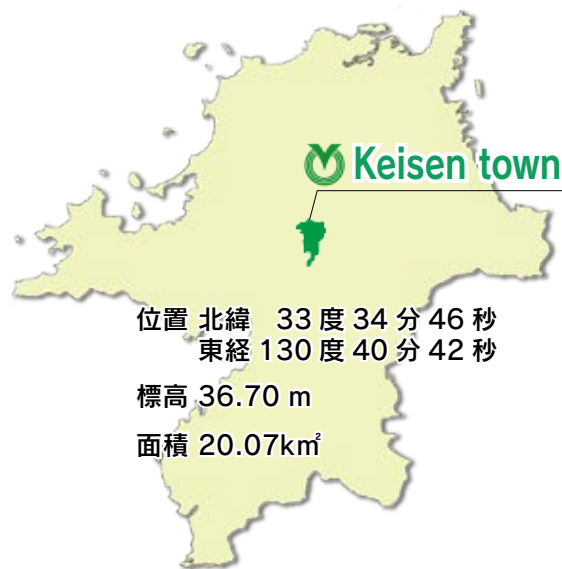 Keisen town
位置 北緯　33 度 34 分 46 秒
東経 130 度 40 分 42 秒
標高 36.70 m
面積 20.07k㎡